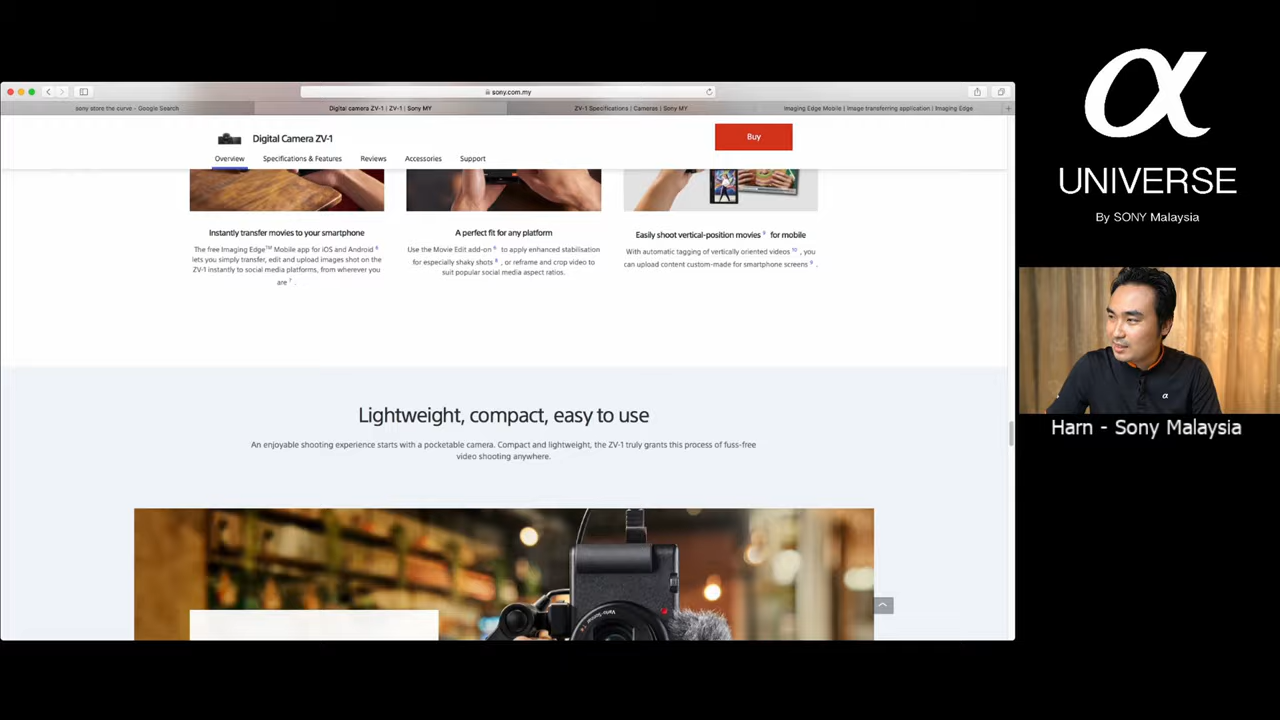 sony.com.my
sony store the curve - Google Search
Digital camera ZV-1 | ZV-1 | Sony MY
ZV-1 Specifications | Cameras | Sony MY
Imaging Edge Mobile | Image transferring application | Imaging Edge
Digital Camera ZV-1
Buy
Overview
Specifications & Features
Reviews
Accessories
Support
Instantly transfer movies to your smartphone
The free Imaging Edge™ Mobile app for iOS and Android 6
lets you simply transfer, edit and upload images shot on the
ZV-1 instantly to social media platforms, from wherever you
are 7 .
A perfect fit for any platform
Use the Movie Edit add-on 6 to apply enhanced stabilisation
for especially shaky shots 8 , or reframe and crop video to
suit popular social media aspect ratios.
Easily shoot vertical-position movies 9 for mobile
With automatic tagging of vertically oriented videos 10 , you
can upload content custom-made for smartphone screens 9 .
Lightweight, compact, easy to use
An enjoyable shooting experience starts with a pocketable camera. Compact and lightweight, the ZV-1 truly grants this process of fuss-free
video shooting anywhere.
α
UNIVERSE
By SONY Malaysia
α
Harn - Sony Malaysia